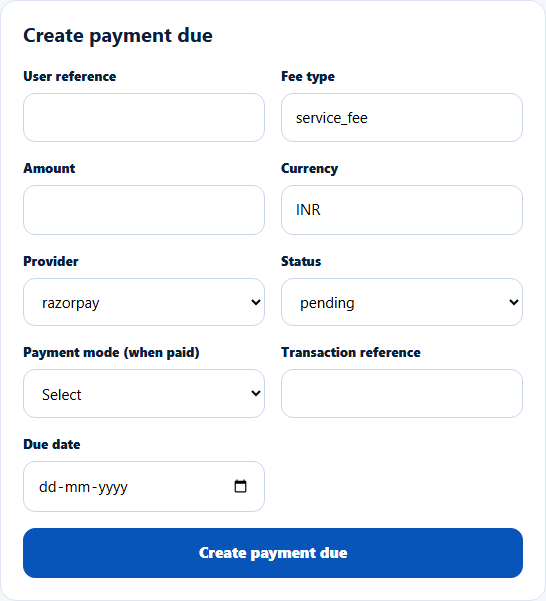 Create payment due
User reference Fee type
service_fee
Amount Currency
INR
Provider Status
razorpay pending
Payment mode (when paid) Transaction reference
Select
Due date
dd-mm-yyyy
Create payment due